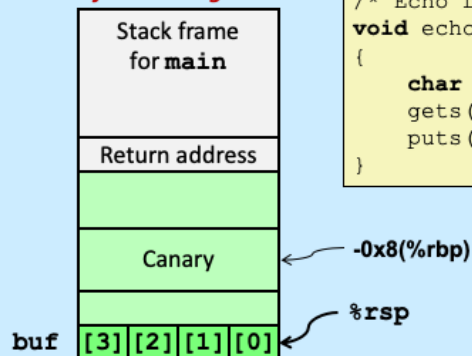 Stack frame
for main
Return address
Canary
-0x8(%rbp)
%rsp
buf [3] [2] [1] [0]
/* Echo
void echo
{
char
gets(
puts(
}